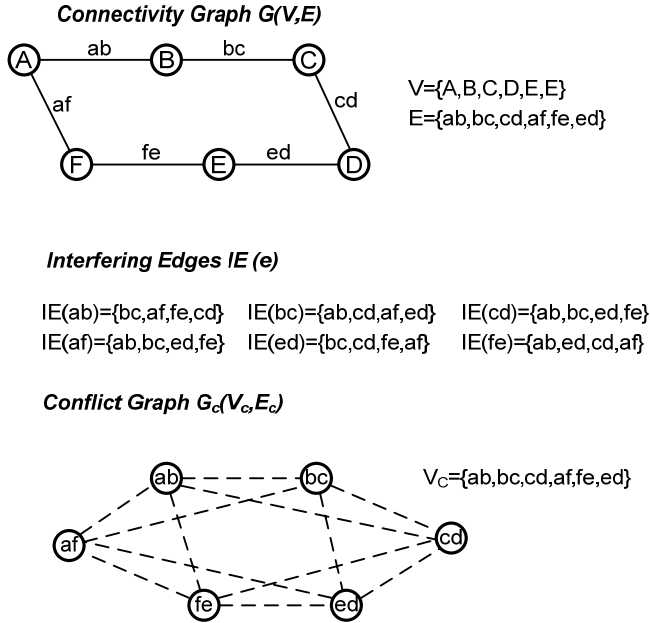 Connectivity Graph G(V,E)
A ab B bc C
af cd
V={A,B,C,D,E,E}
E={ab,bc,cd,af,fe,ed}
F fe E ed D
Interfering Edges IE (e)
IE(ab)={bc,af,fe,cd} IE(bc)={ab,cd,af,ed} IE(cd)={ab,bc,ed,fe}
IE(af)={ab,bc,ed,fe} IE(ed)={bc,cd,fe,af} IE(fe)={ab,ed,cd,af}
Conflict Graph Gc(Vc,Ec)
ab bc
VC={ab,bc,cd,af,fe,ed}
af cd
fe ed